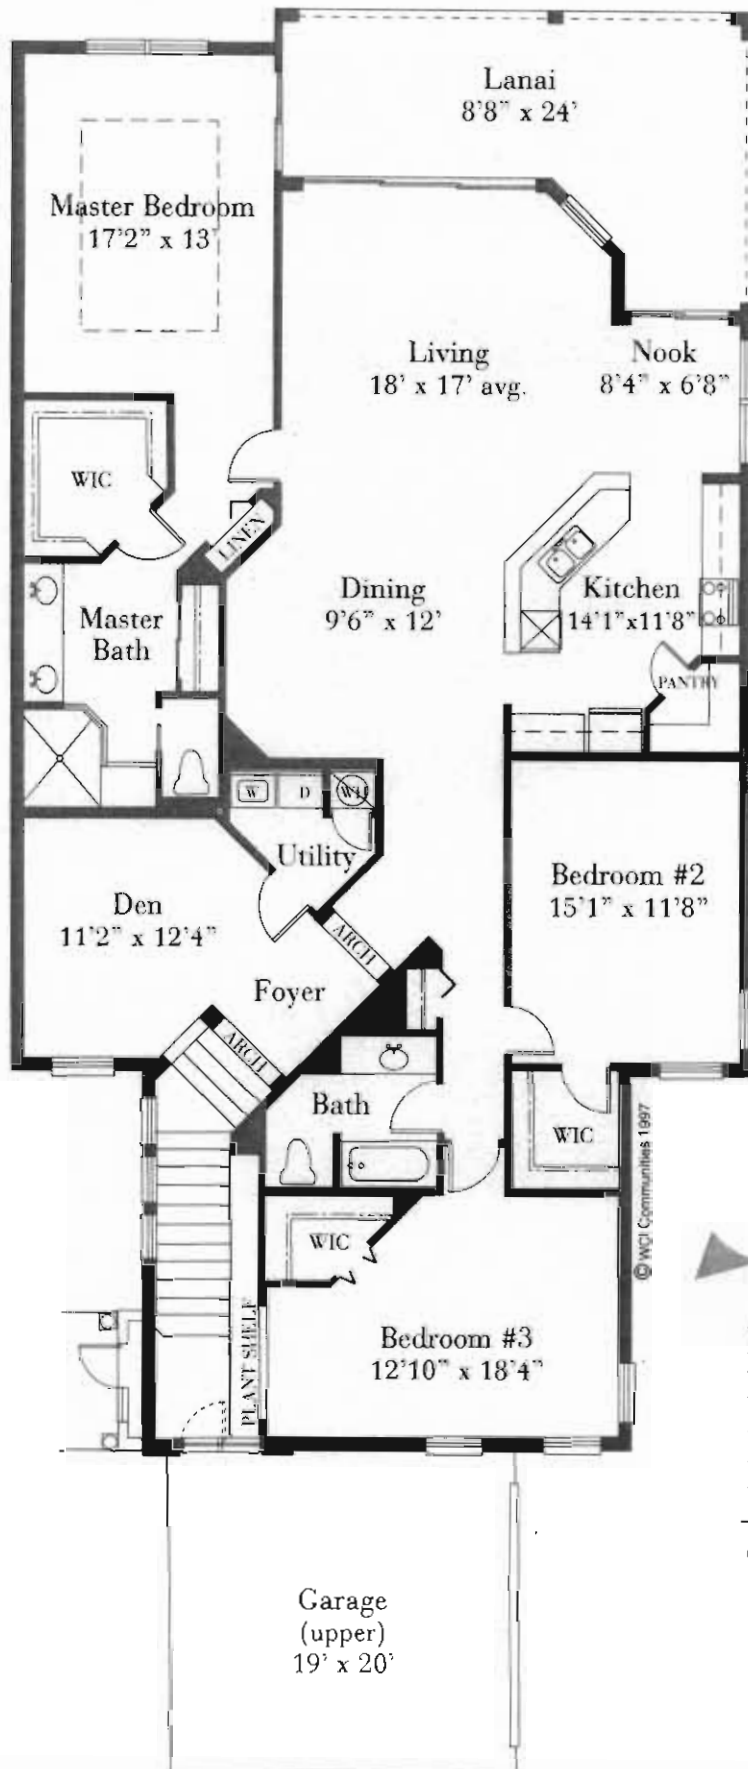 Lanai
8'8" x 24'
Master Bedroom
17'2" x 13'
Living
18' x 17' avg.
Nook
8'4" x 6'8"
WIC
LINEN
Dining
9'6" x 12'
Kitchen
14'1"x11'8"
Master
Bath
PANTRY
W
D
WH
Utility
Bedroom #2
15'1" x 11'8"
Den
11'2" x 12'4"
ARCH
Foyer
ARCH
Bath
WIC
© WCI Communities 1997
WIC
PLANT SHELF
Bedroom #3
12'10" x 18'4"
Garage
(upper)
19' x 20'